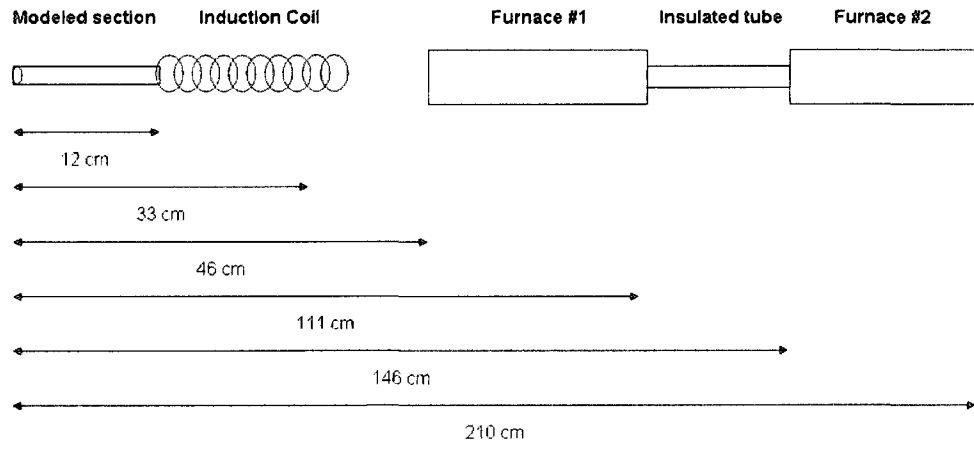 Modeled section Induction Coil Furnace #1 Insulated tube Furnace #2
12 cm
33 cm
46 cm
111 cm
146 cm
210 cm